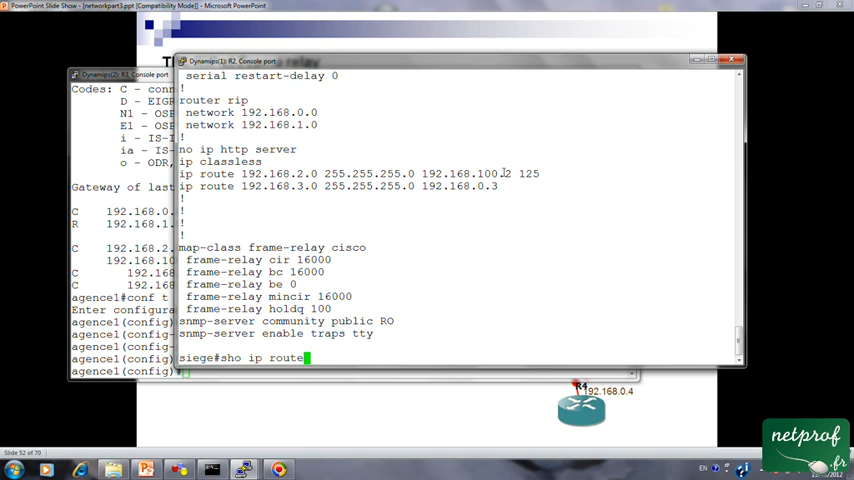 PowerPoint Slide Show - [networkpart3.ppt [Compatibility Mode]] - Microsoft PowerPoint
relay
Dynamips(2): R3, Console port
Codes: C - conn
D - EIGR
N1 - OSP
E1 - OSP
i - IS-I
ia - IS-
o - ODR,
Gateway of last
C 192.168.0.
R 192.168.1.
C 192.168.2.
192.168.10
C 192.168
C 192.168
agence1#conf t
Enter configura
agence1(config)
agence1(config-
agence1(config-
agence1(config)
agence1(config-
agence1(config)#
Dynamips(1): R2, Console port
serial restart-delay 0
!
router rip
network 192.168.0.0
network 192.168.1.0
!
no ip http server
ip classless
ip route 192.168.2.0 255.255.255.0 192.168.100.2 125
ip route 192.168.3.0 255.255.255.0 192.168.0.3
!
!
!
!
map-class frame-relay cisco
frame-relay cir 16000
frame-relay bc 16000
frame-relay be 0
frame-relay mincir 16000
frame-relay holdq 100
snmp-server community public RO
snmp-server enable traps tty
siege#sho ip route
R4
192.168.0.4
netprof
.fr
Slide 52 of 70
EN